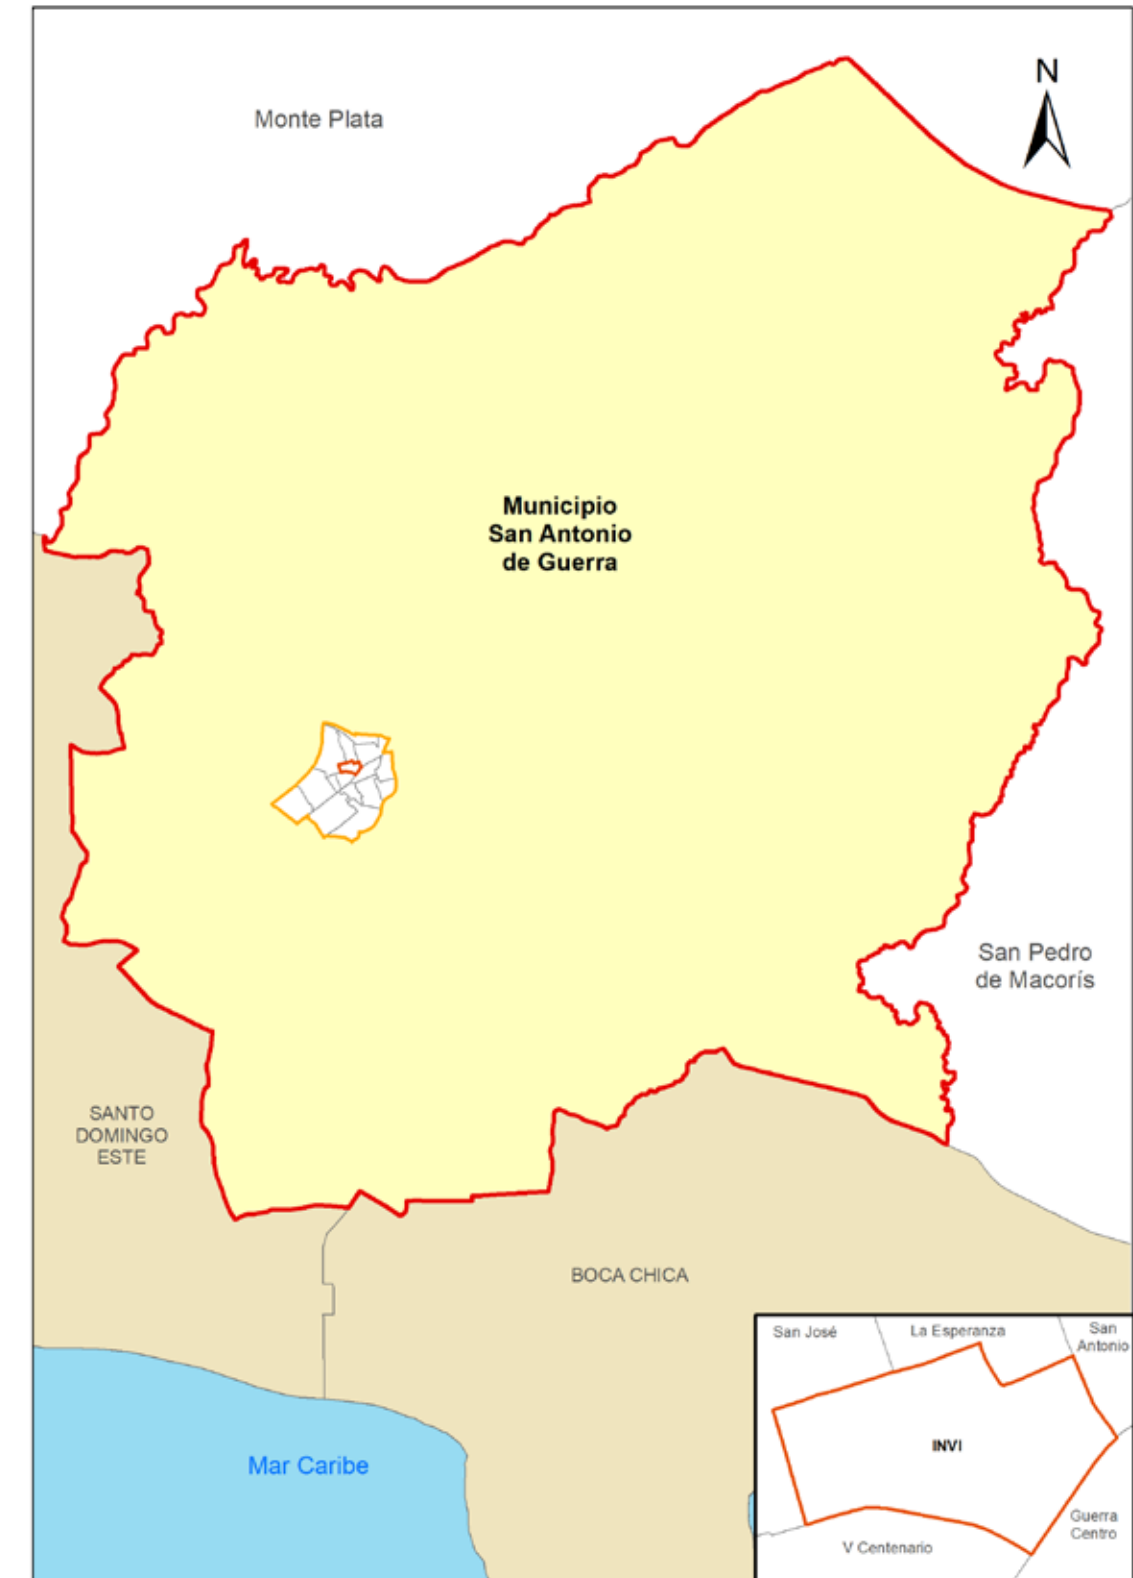 N
Monte Plata
Municipio
San Antonio
de Guerra
San Pedro
de Macorís
SANTO
DOMINGO
ESTE
BOCA CHICA
Mar Caribe
San José
La Esperanza
San
Antonio
INVI
Guerra
Centro
V Centenario